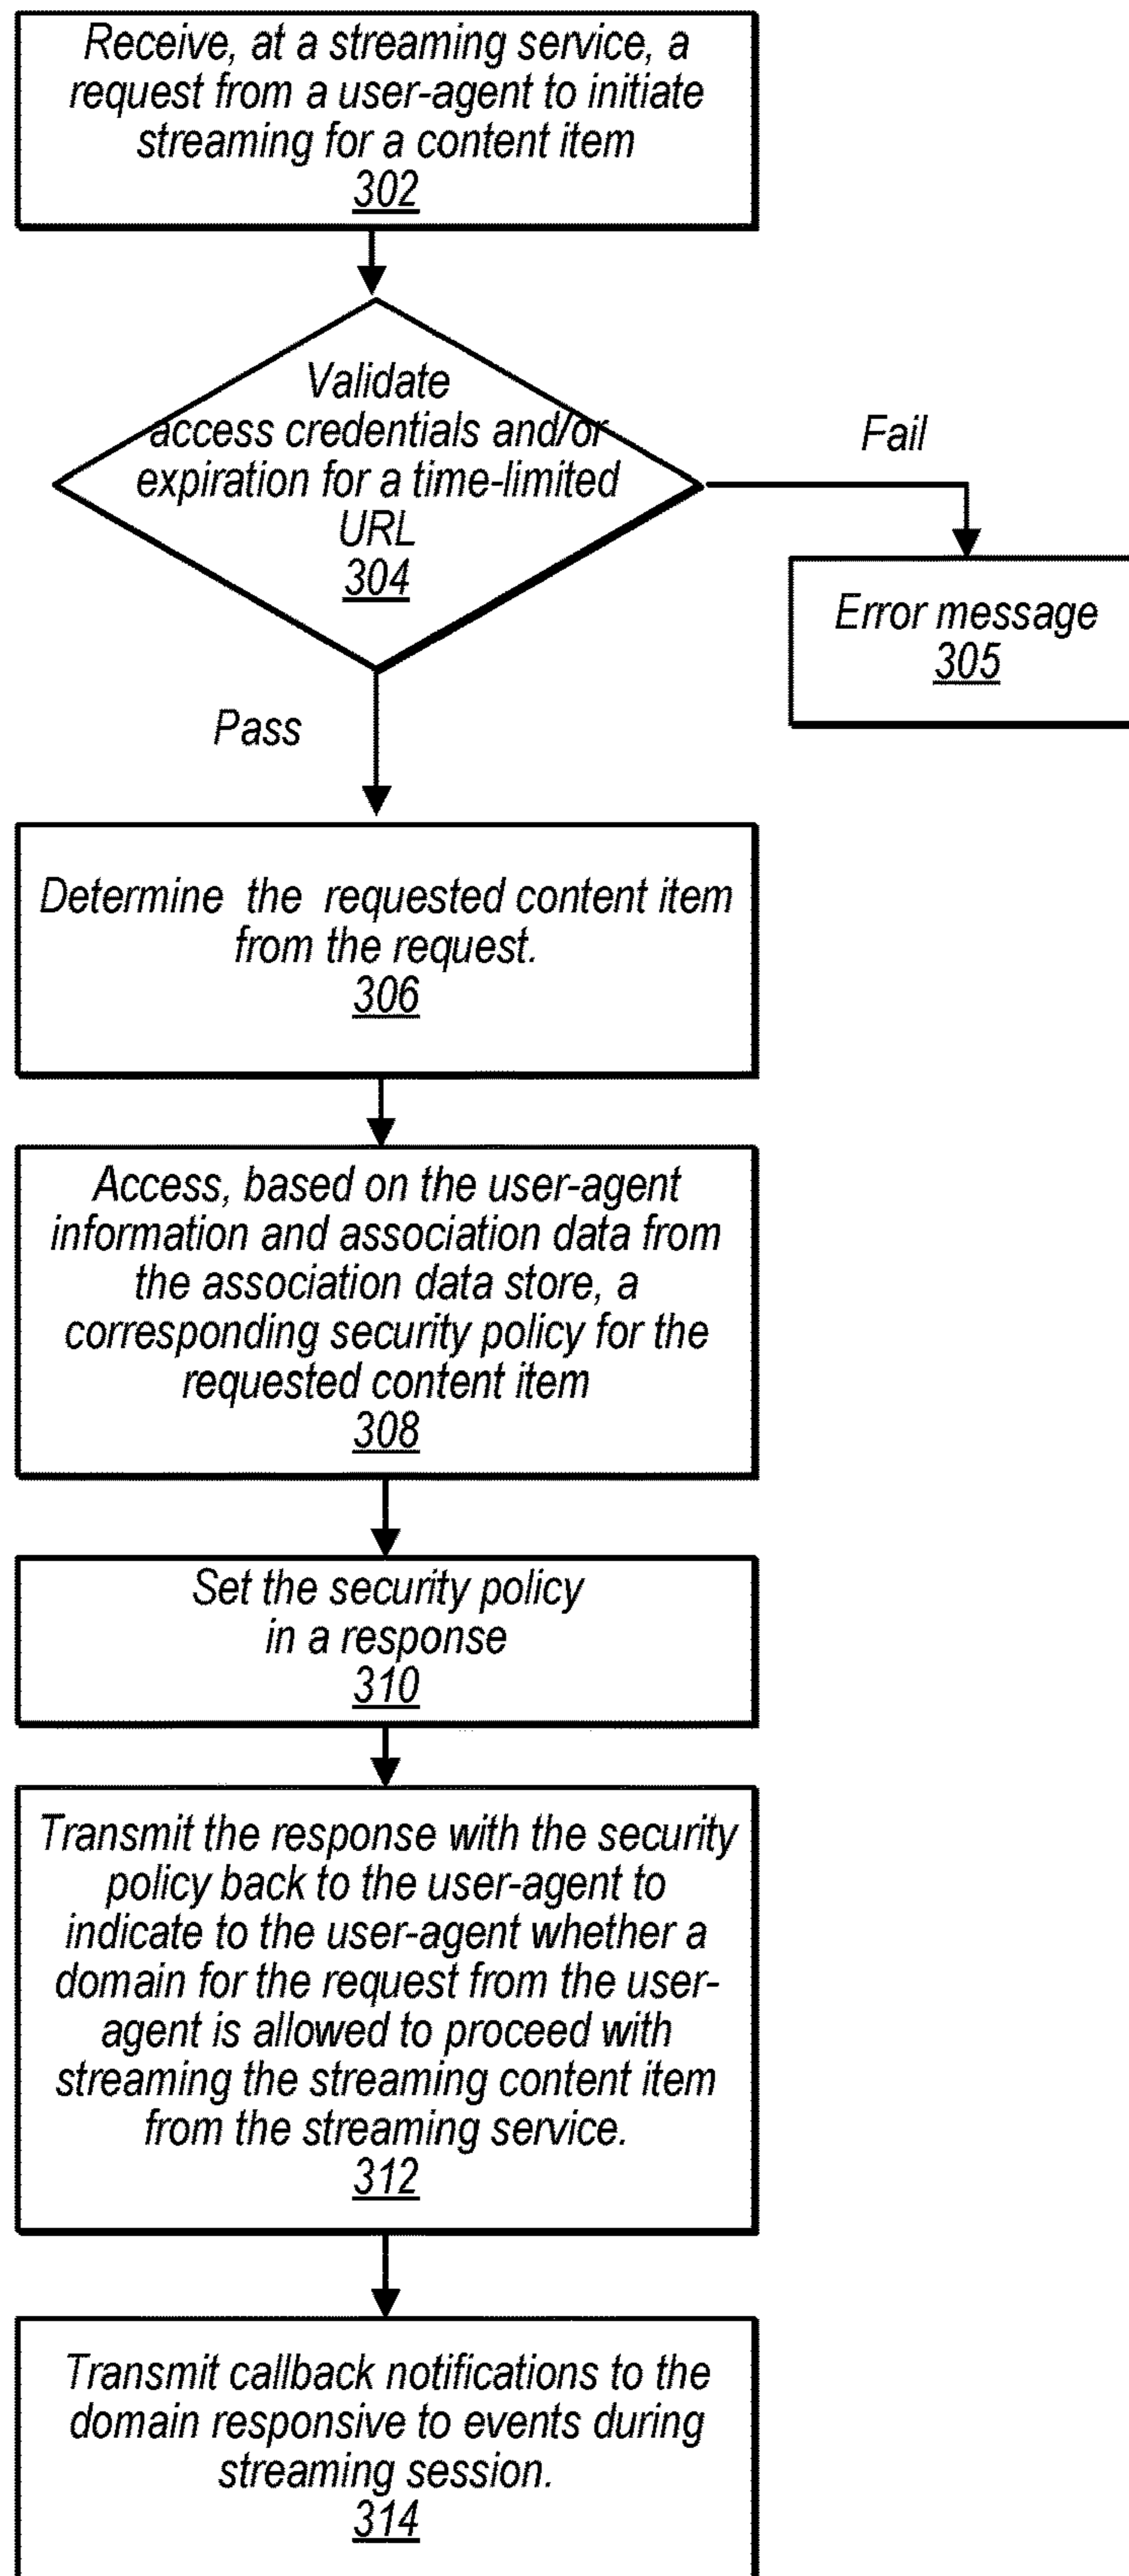 Receive, at a streaming service, a
request from a user-agent to initiate
streaming for a content item
302
Validate
access credentials and/or
expiration for a time-limited
URL
304
Fail
Error message
305
Pass
Determine the requested content item
from the request.
306
Access, based on the user-agent
information and association data from
the association data store, a
corresponding security policy for the
requested content item
308
Set the security policy
in a response
310
Transmit the response with the security
policy back to the user-agent to
indicate to the user-agent whether a
domain for the request from the user-
agent is allowed to proceed with
streaming the streaming content item
from the streaming service.
312
Transmit callback notifications to the
domain responsive to events during
streaming session.
314